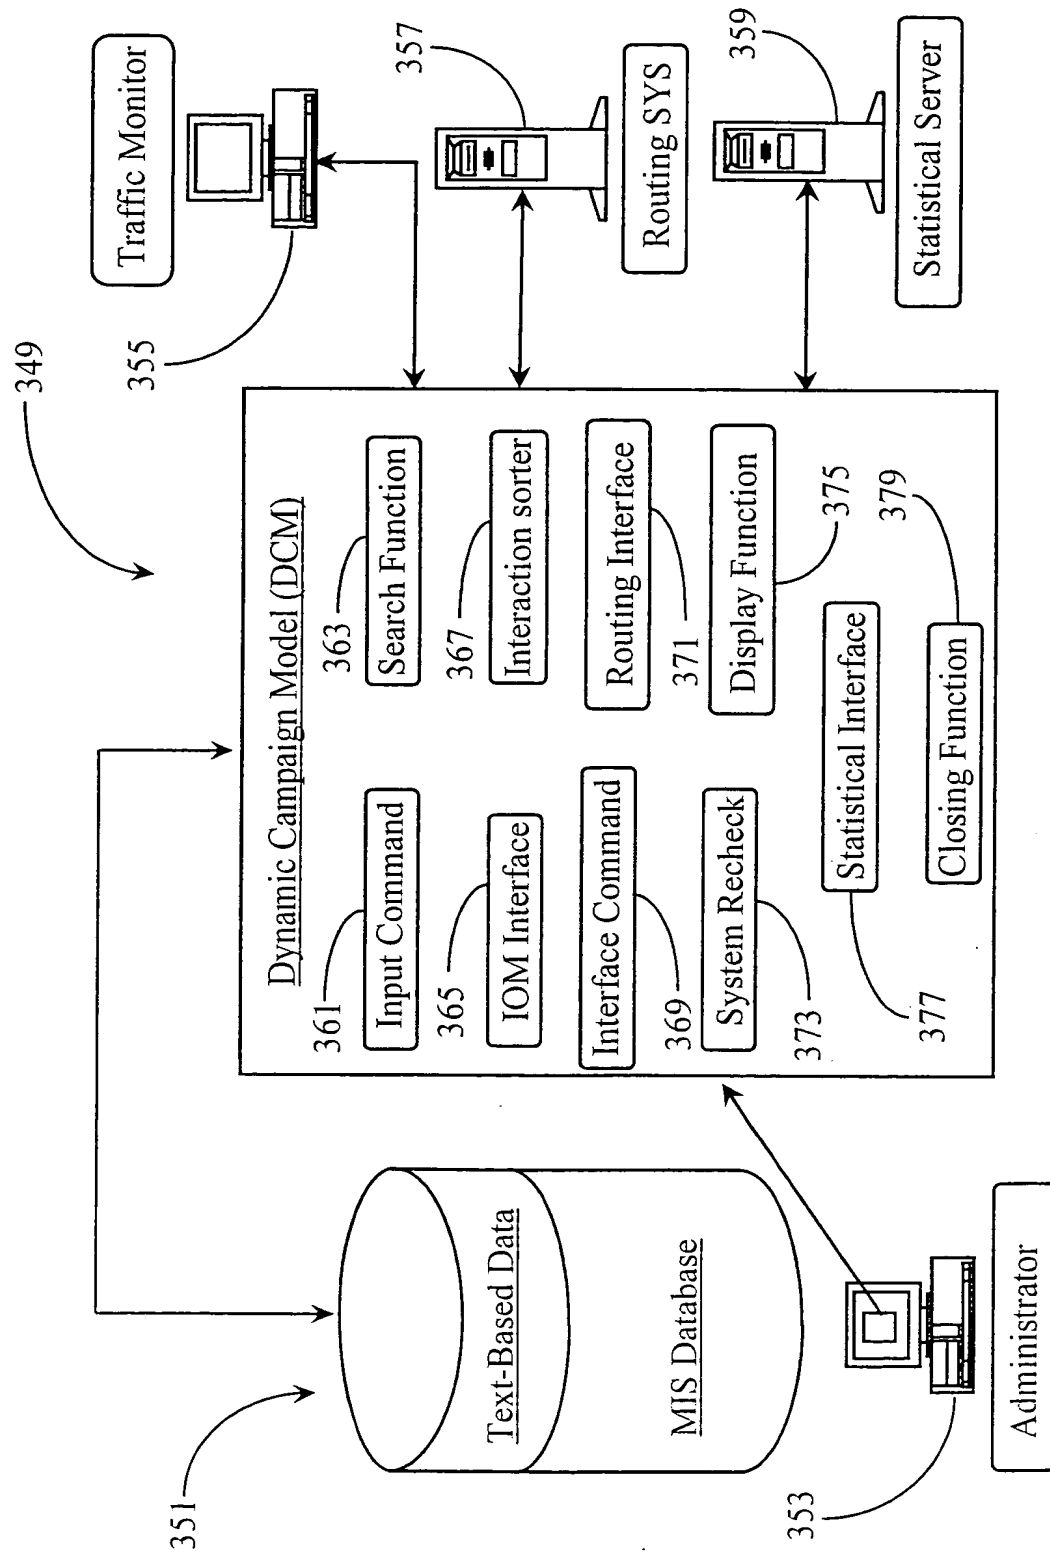 349
351
Text-Based Data
MIS Database
353
Administrator
Dynamic Campaign Model (DCM)
361
Input Command
363
Search Function
365
IOM Interface
367
Interaction sorter
Interface Command
369
Routing Interface
371
System Recheck
373
Display Function
375
Statistical Interface
377
Closing Function
379
Traffic Monitor
355
357
Routing SYS
359
Statistical Server